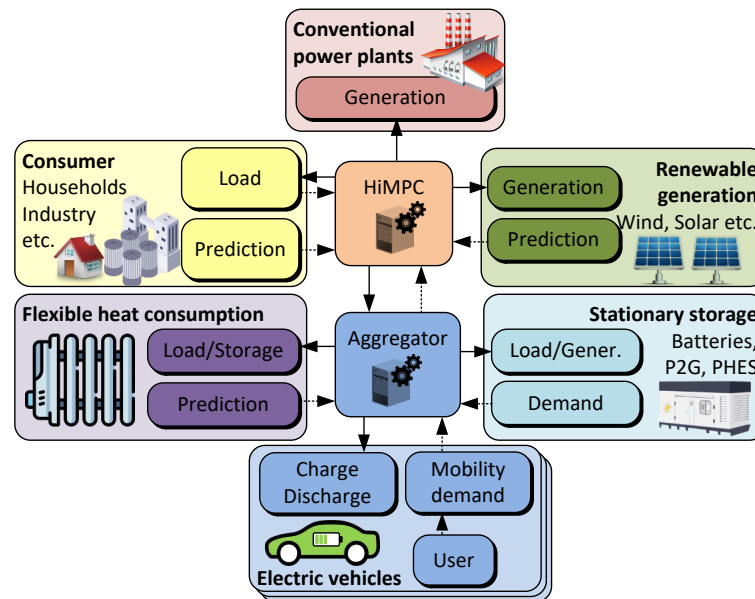 Conventional
power plants
Generation
Consumer
Households
Industry
etc.
Load
Prediction
HiMPC
Generation
Prediction
Renewable
generation
Wind, Solar etc.
Flexible heat consumption
Load/Storage
Prediction
Aggregator
Stationary storage
Load/Gener.
Demand
Batteries,
P2G, PHES
Charge
Discharge
Mobility
demand
User
Electric vehicles